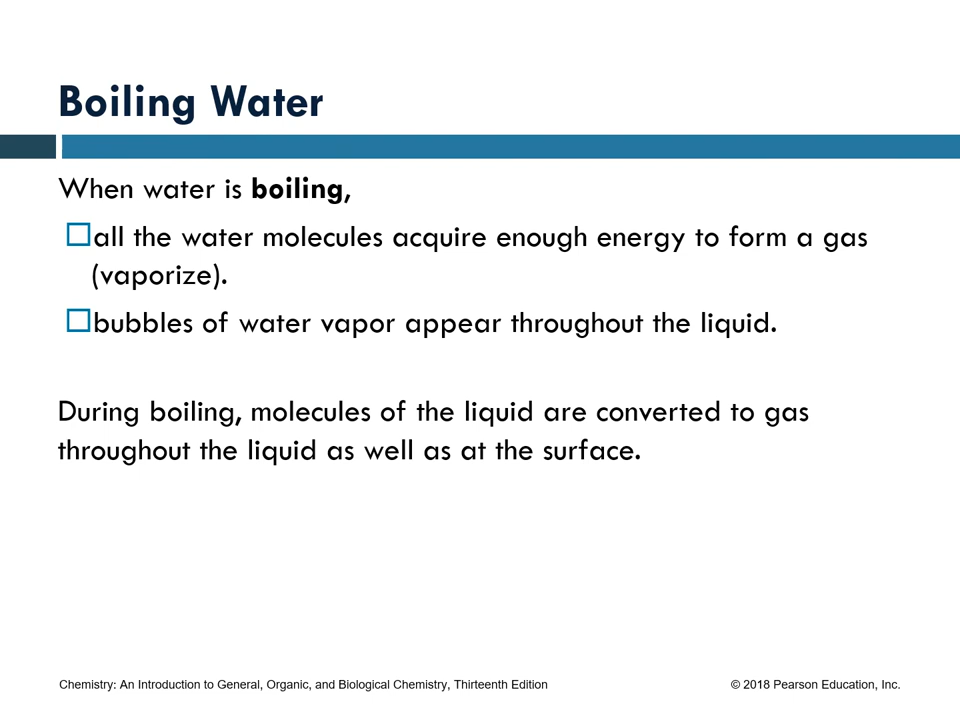 Boiling Water
When water is boiling,
all the water molecules acquire enough energy to form a gas
(vaporize).
bubbles of water vapor appear throughout the liquid.
During boiling, molecules of the liquid are converted to gas
throughout the liquid as well as at the surface.
Chemistry: An Introduction to General, Organic, and Biological Chemistry, Thirteenth Edition
© 2018 Pearson Education, Inc.